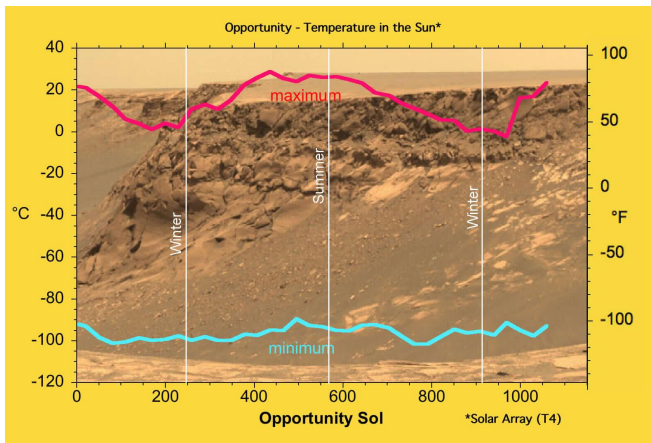 Opportunity - Temperature in the Sun*
40
20
0
-20
-40
-60
-80
-100
-120
°C
100
50
0
-50
-100
°F
maximum
minimum
Winter
Summer
Winter
0
200
400
600
800
1000
Opportunity Sol
*Solar Array (T4)